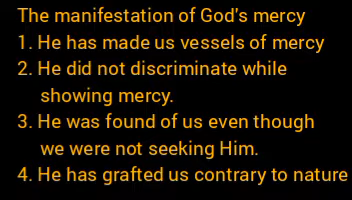 The manifestation of God's mercy
1. He has made us vessels of mercy
2. He did not discriminate while
showing mercy.
3. He was found of us even though
we were not seeking Him.
4. He has grafted us contrary to nature